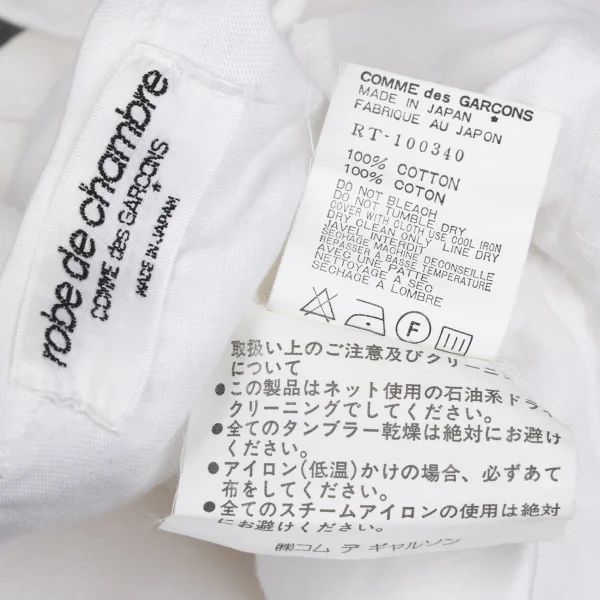 robe de chambre
COMME des GARCONS
MADE IN JAPAN
COMME des GARCONS
MADE IN JAPAN
FABRIQUE AU JAPON
RT-100340
100% COTTON
100% COTON
DO NOT BLEACH
DO NOT TUMBLE DRY
COVER WITH CLOTH USE COOL IRON
DRY CLEAN ONLY LINE DRY
JAVEL INTERDIT
SECHAGE MACHINE DECONSEILLE
REPASSER A BASSE TEMPERATURE
AVEC UNE PATTE
NETTOYAGE A SEC
SECHAGE A LOMBRE
F
取扱い上のご注意及びクリーニ
について
●この製品はネット使用の石油系ドライ
クリーニングでしてください。
●全てのタンブラー乾燥は絶対にお避け
ください。
●アイロン(低温)かけの場合、必ずあて
布をしてください。
●全てのスチームアイロンの使用は絶対
にお避けください。
㈱コム デ ギャルソン